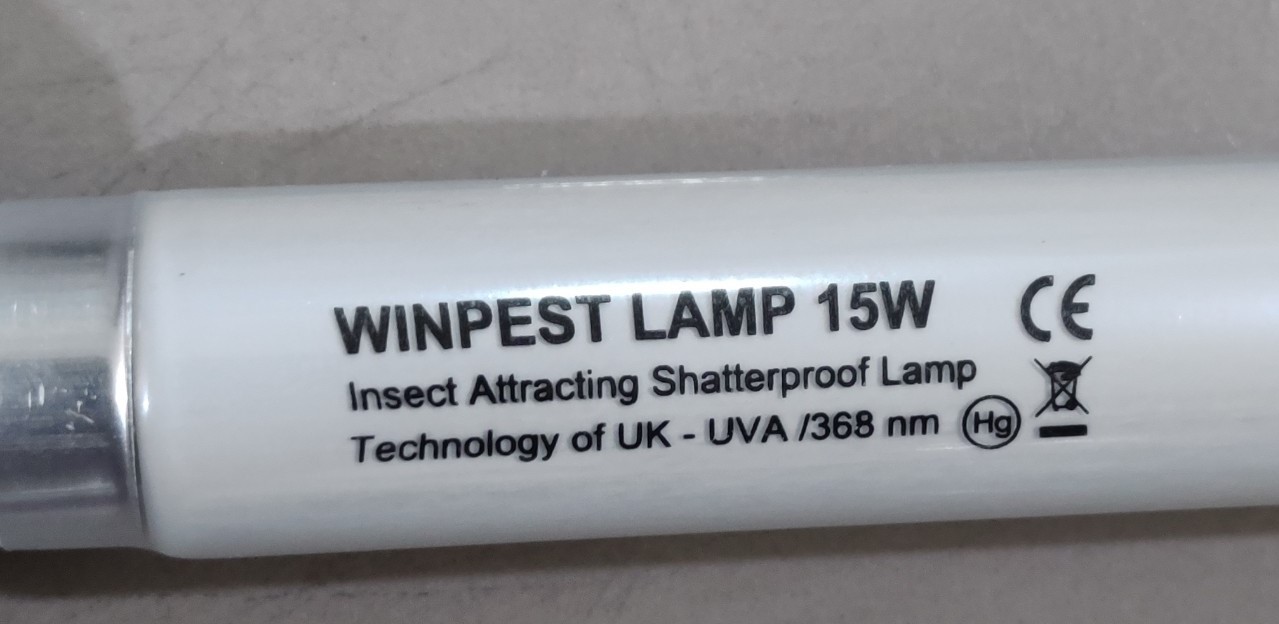 WINPEST LAMP 15W CE
Insect Attracting Shatterproof Lamp
Technology of UK - UVA /368 nm Hg